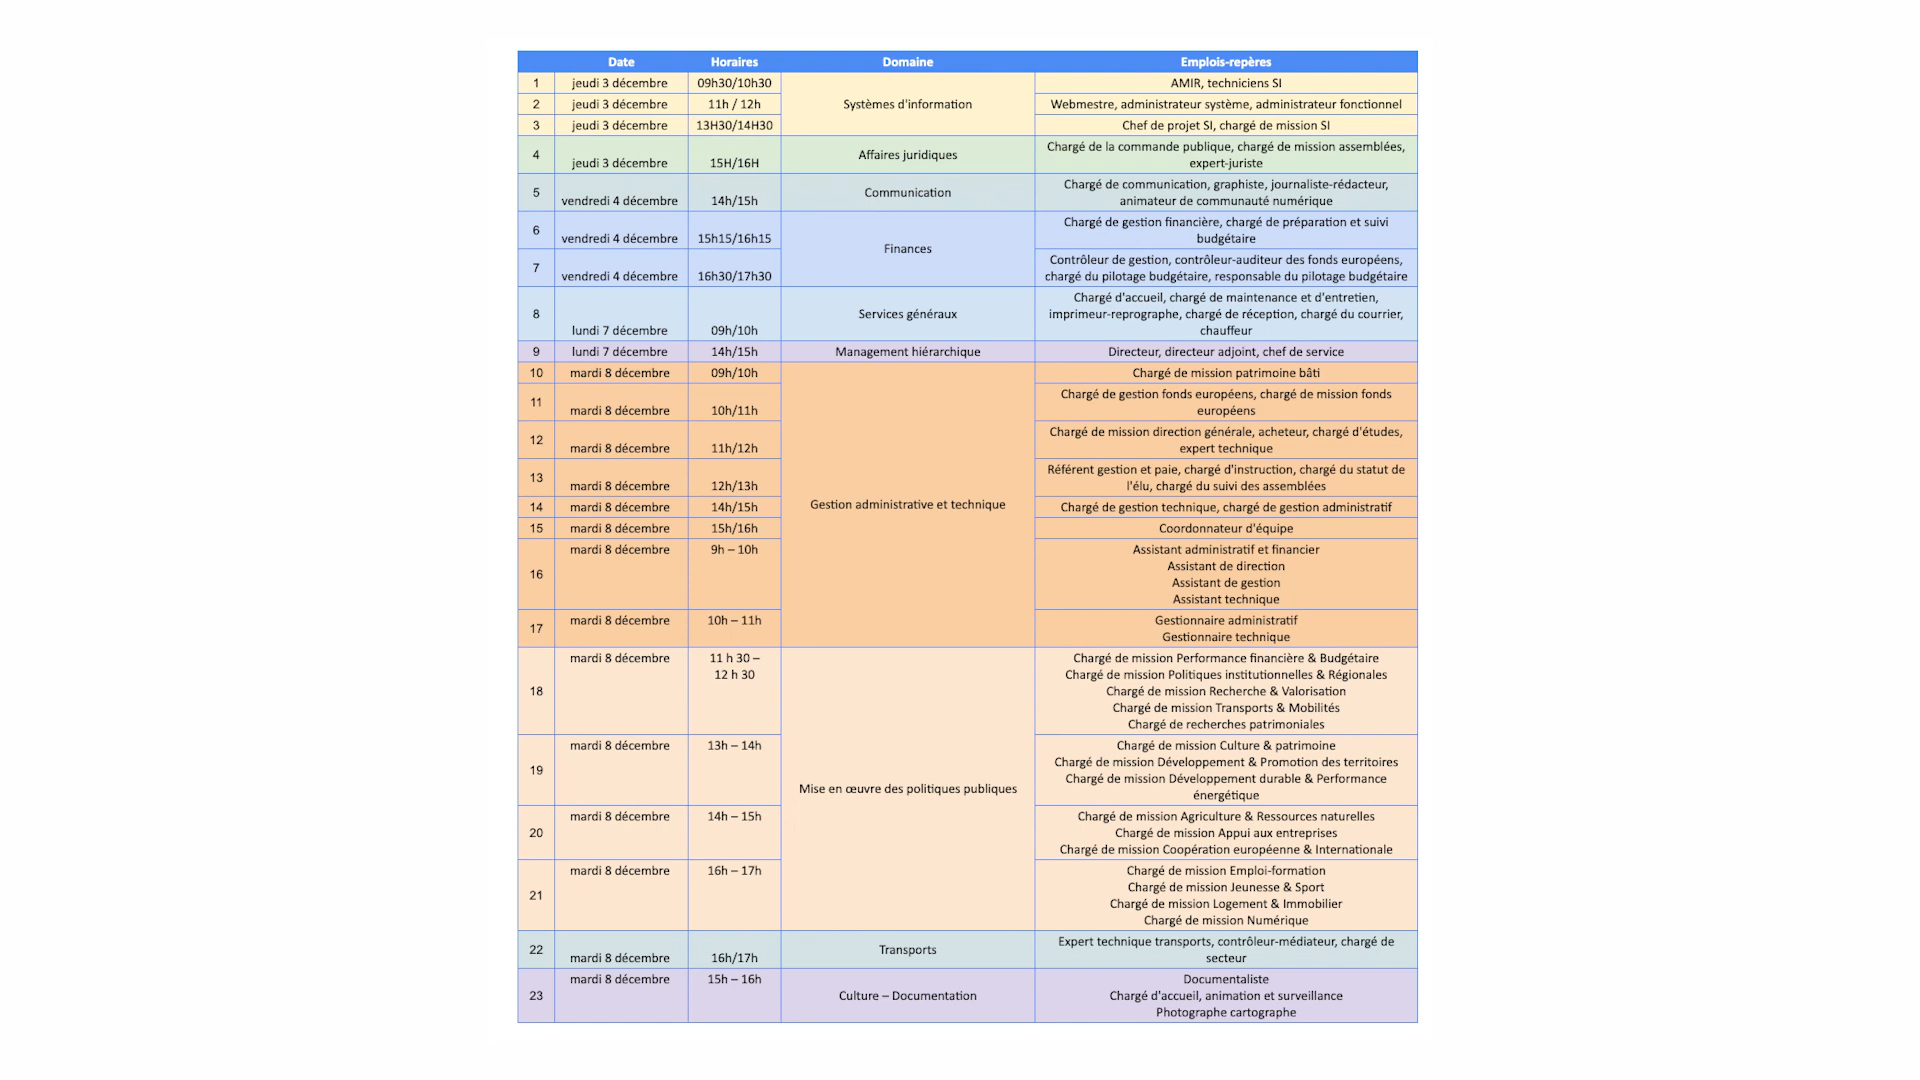 Date Horaires Domaine Emplois-repères
1 jeudi 3 décembre 09h30/10h30 Systèmes d'information AMIR, techniciens SI
2 jeudi 3 décembre 11h / 12h Webmestre, administrateur système, administrateur fonctionnel
3 jeudi 3 décembre 13H30/14H30 Chef de projet SI, chargé de mission SI
4 jeudi 3 décembre 15H/16H Affaires juridiques Chargé de la commande publique, chargé de mission assemblées,
expert-juriste
5 vendredi 4 décembre 14h/15h Communication Chargé de communication, graphiste, journaliste-rédacteur,
animateur de communauté numérique
6 vendredi 4 décembre 15h15/16h15 Finances Chargé de gestion financière, chargé de préparation et suivi
budgétaire
7 vendredi 4 décembre 16h30/17h30 Contrôleur de gestion, contrôleur-auditeur des fonds européens,
chargé du pilotage budgétaire, responsable du pilotage budgétaire
8 lundi 7 décembre 09h/10h Services généraux Chargé d'accueil, chargé de maintenance et d'entretien,
imprimeur-reprographe, chargé de réception, chargé du courrier,
chauffeur
9 lundi 7 décembre 14h/15h Management hiérarchique Directeur, directeur adjoint, chef de service
10 mardi 8 décembre 09h/10h Gestion administrative et technique Chargé de mission patrimoine bâti
11 mardi 8 décembre 10h/11h Chargé de gestion fonds européens, chargé de mission fonds
européens
12 mardi 8 décembre 11h/12h Chargé de mission direction générale, acheteur, chargé d'études,
expert technique
13 mardi 8 décembre 12h/13h Référent gestion et paie, chargé d'instruction, chargé du statut de
l'élu, chargé du suivi des assemblées
14 mardi 8 décembre 14h/15h Chargé de gestion technique, chargé de gestion administratif
15 mardi 8 décembre 15h/16h Coordonnateur d'équipe
16 mardi 8 décembre 9h – 10h Assistant administratif et financier
Assistant de direction
Assistant de gestion
Assistant technique
17 mardi 8 décembre 10h – 11h Gestionnaire administratif
Gestionnaire technique
18 mardi 8 décembre 11 h 30 – Mise en œuvre des politiques publiques Chargé de mission Performance financière & Budgétaire
12 h 30 Chargé de mission Politiques institutionnelles & Régionales
Chargé de mission Recherche & Valorisation
Chargé de mission Transports & Mobilités
Chargé de recherches patrimoniales
19 mardi 8 décembre 13h – 14h Chargé de mission Culture & patrimoine
Chargé de mission Développement & Promotion des territoires
Chargé de mission Développement durable & Performance
énergétique
20 mardi 8 décembre 14h – 15h Chargé de mission Agriculture & Ressources naturelles
Chargé de mission Appui aux entreprises
Chargé de mission Coopération européenne & Internationale
21 mardi 8 décembre 16h – 17h Chargé de mission Emploi-formation
Chargé de mission Jeunesse & Sport
Chargé de mission Logement & Immobilier
Chargé de mission Numérique
22 mardi 8 décembre 16h/17h Transports Expert technique transports, contrôleur-médiateur, chargé de
secteur
23 mardi 8 décembre 15h – 16h Culture – Documentation Documentaliste
Chargé d'accueil, animation et surveillance
Photographe cartographe